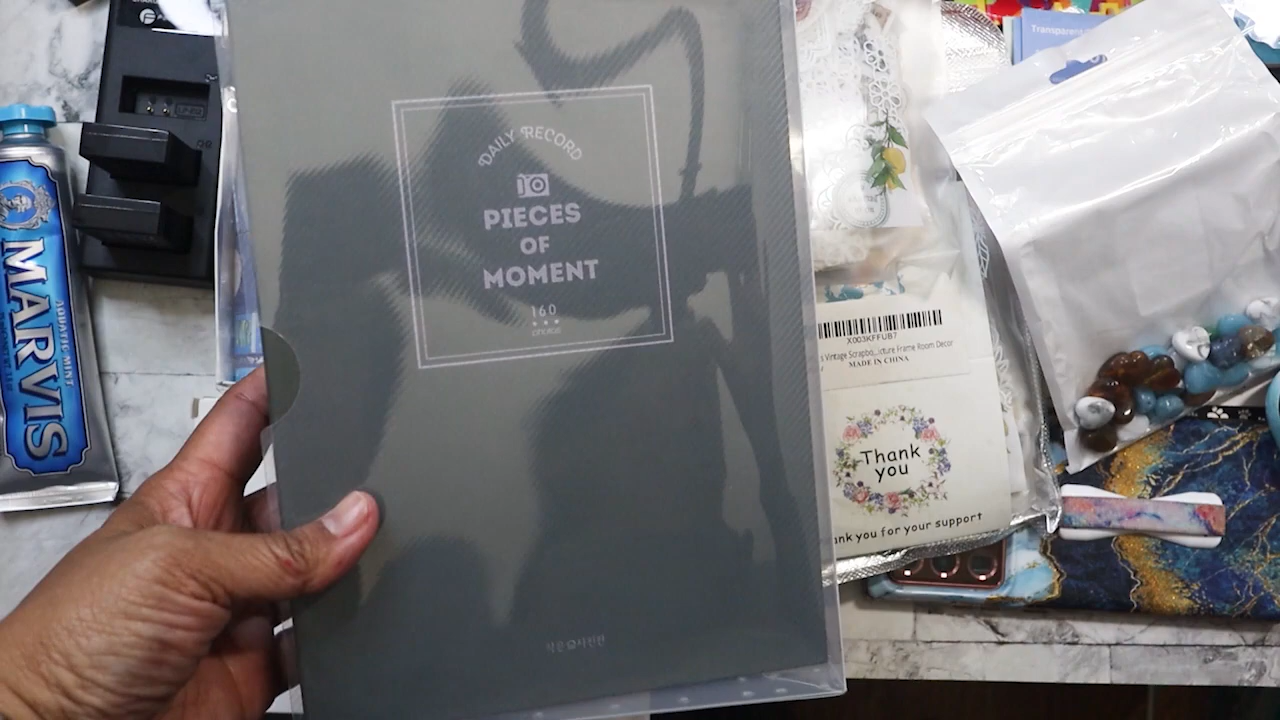 DAILY RECORD
PIECES
OF
MOMENT
160
MARVIS
AQUATIC MINT
Transparent
X003KFFUB7
s Vintage Scrapbo...icture Frame Room Decor
MADE IN CHINA
Thank
you
ank you for your support